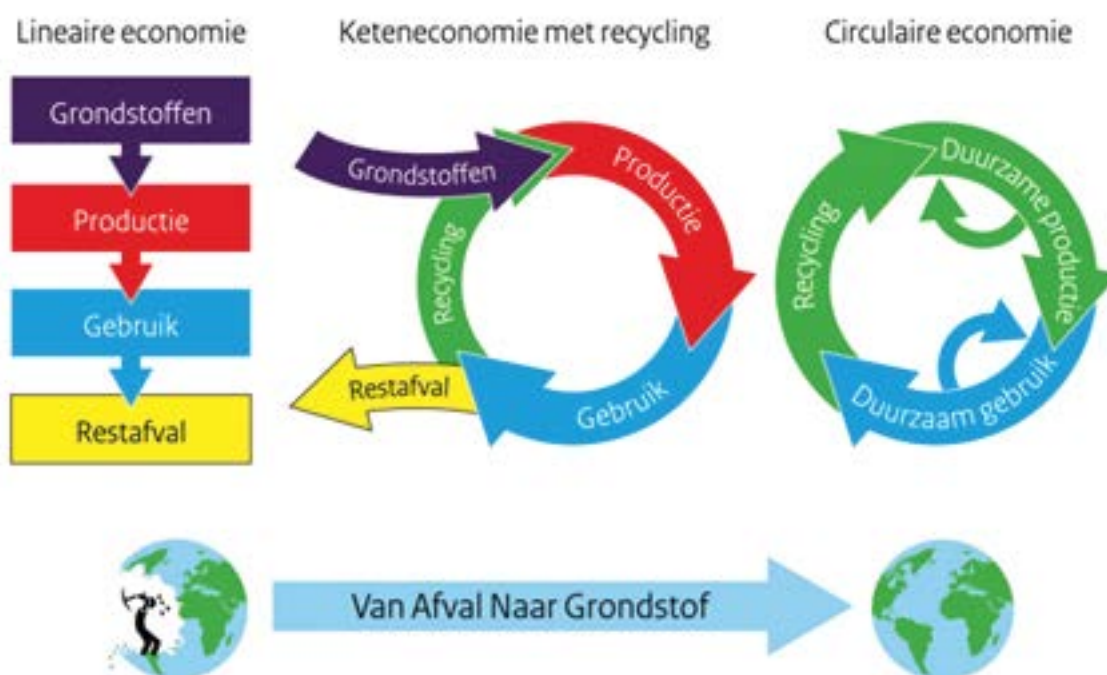 Lineaire economie
Grondstoffen
Productie
Gebruik
Restafval
Keteneconomie met recycling
Grondstoffen
Productie
Gebruik
Recycling
Restafval
Circulaire economie
Duurzame productie
Duurzaam gebruik
Recycling
Van Afval Naar Grondstof